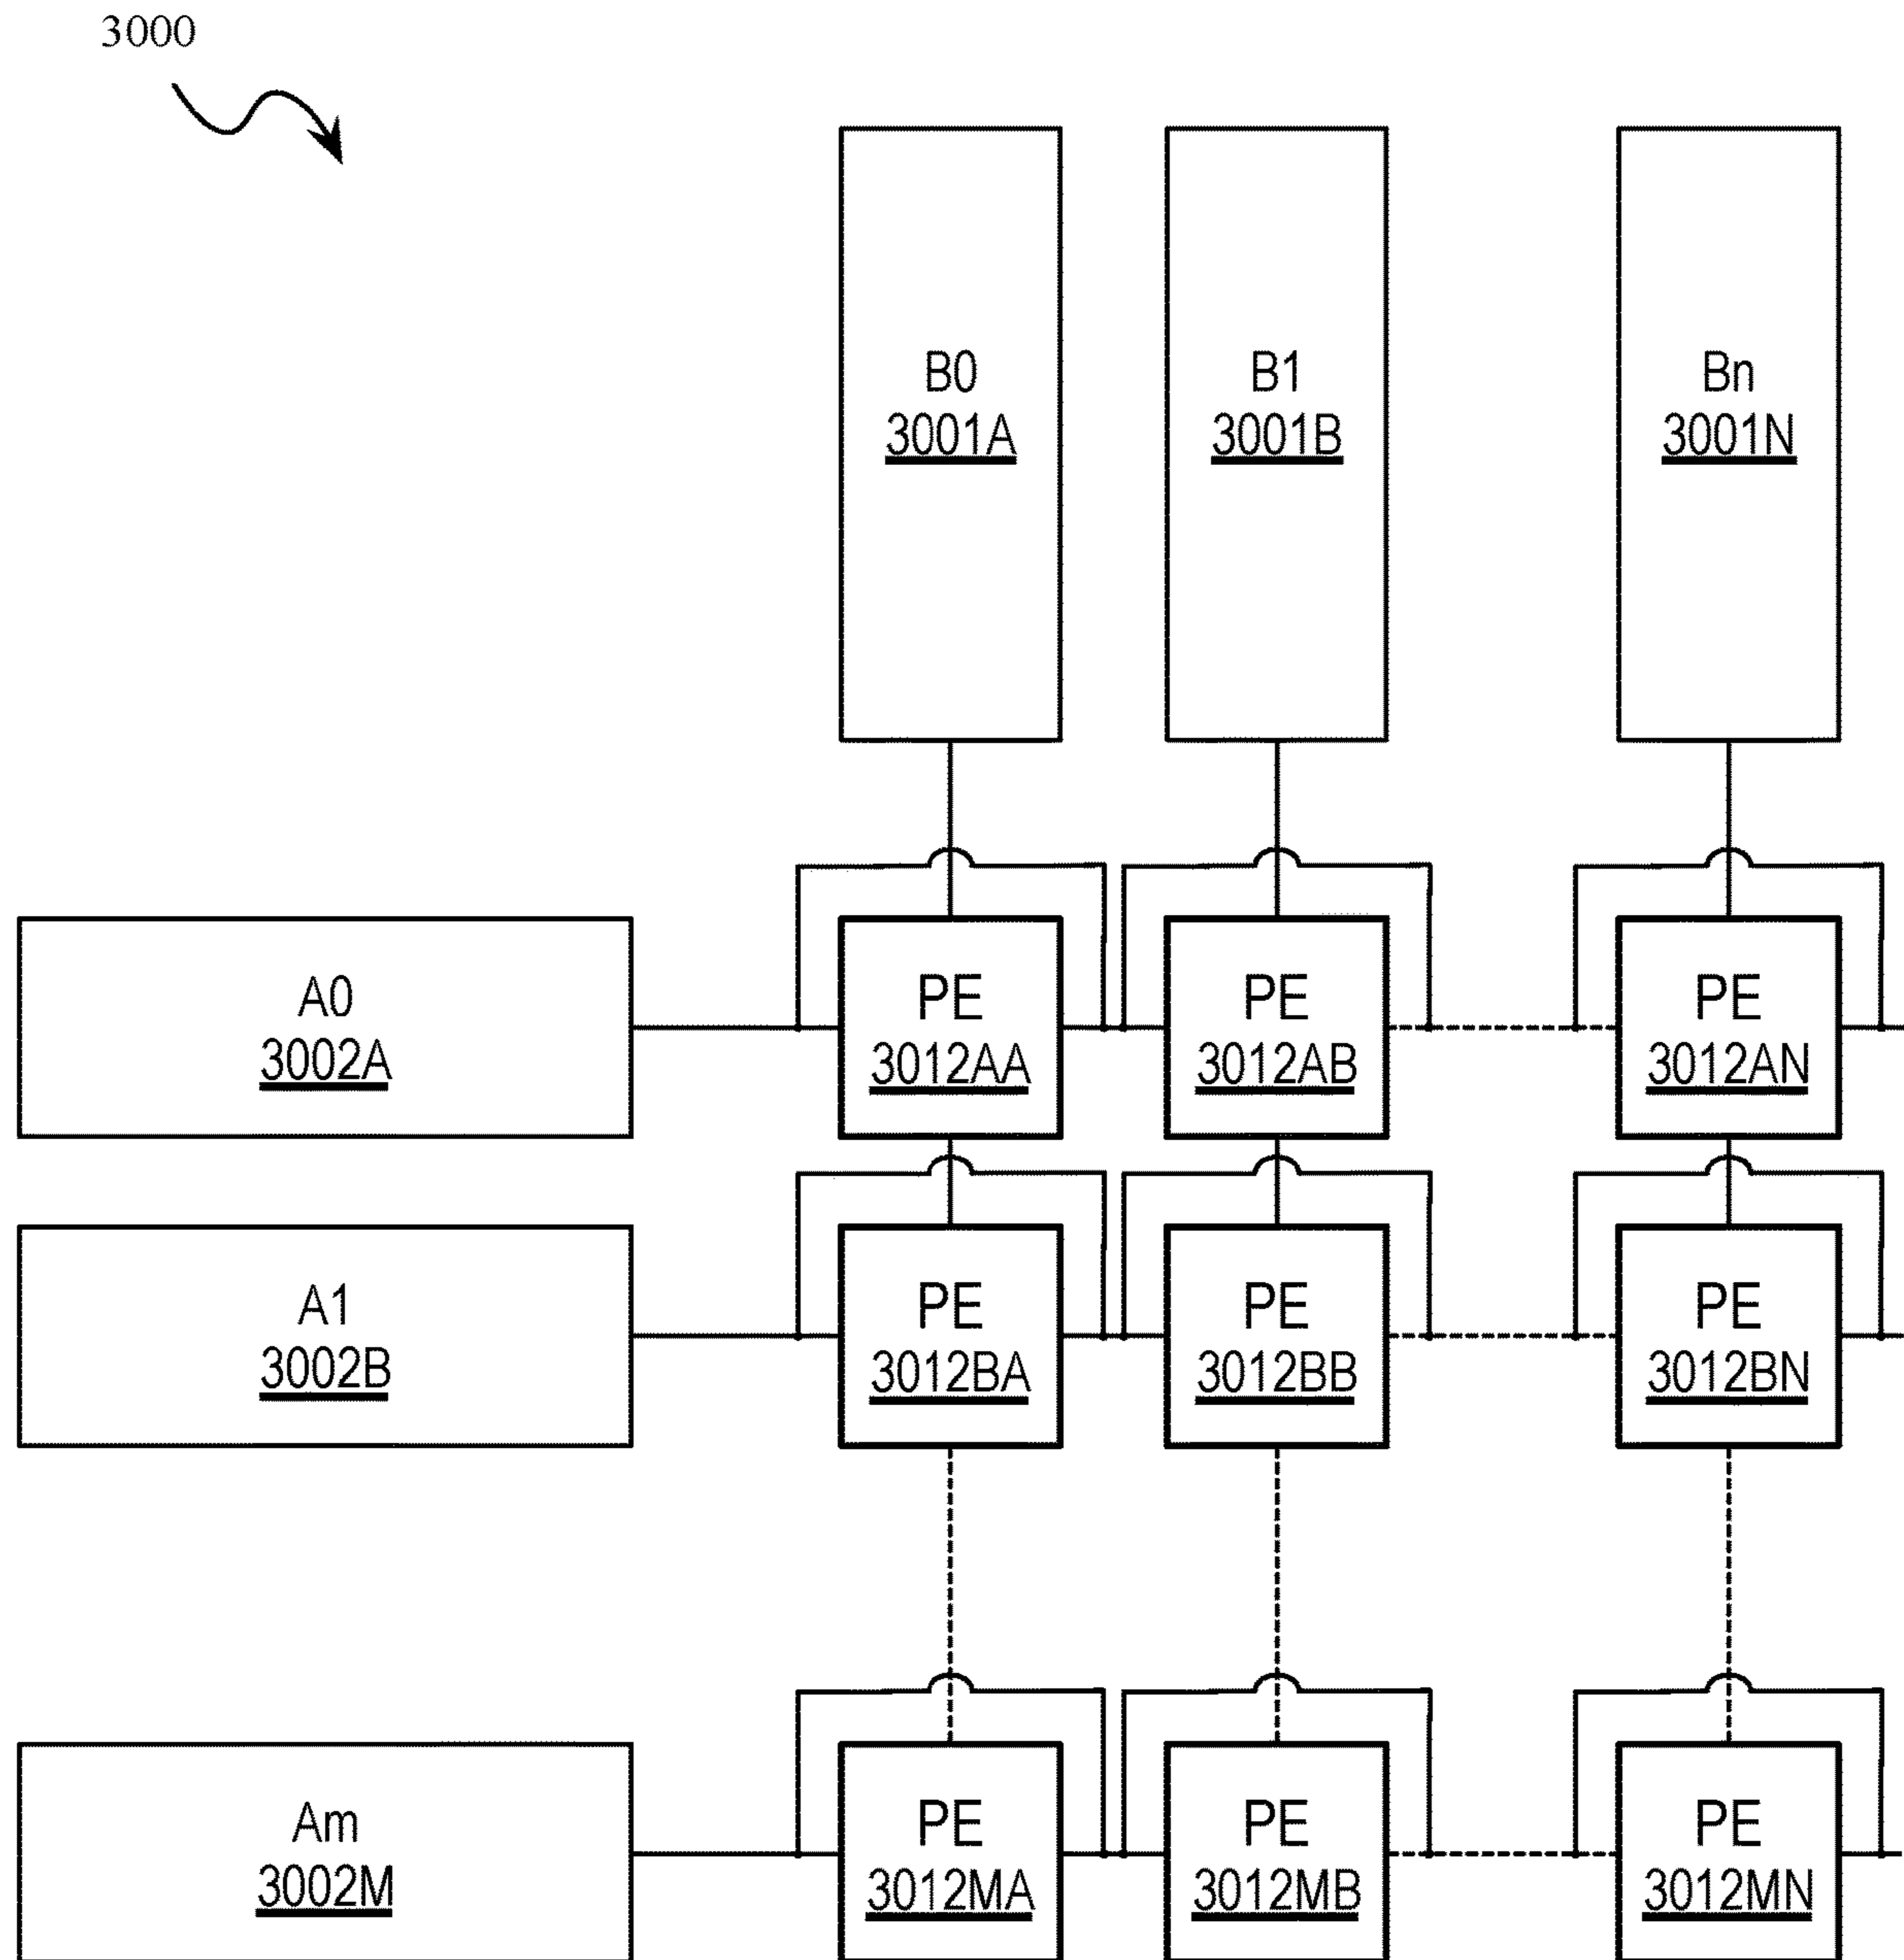 3000
B0
3001A
B1
3001B
Bn
3001N
A0
3002A
PE
3012AA
PE
3012AB
PE
3012AN
A1
3002B
PE
3012BA
PE
3012BB
PE
3012BN
Am
3002M
PE
3012MA
PE
3012MB
PE
3012MN